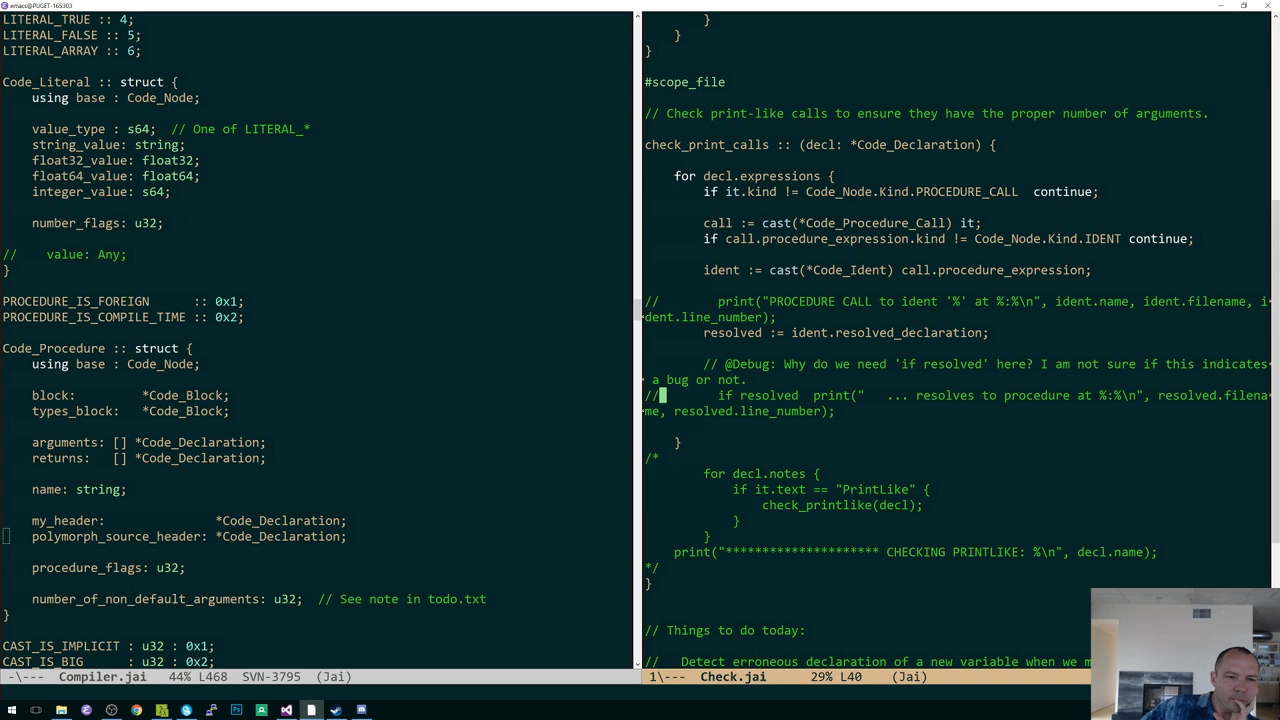 emacs@PUGET-165303
LITERAL_TRUE :: 4;
LITERAL_FALSE :: 5;
LITERAL_ARRAY :: 6;
Code_Literal :: struct {
using base : Code_Node;
value_type : s64;  // One of LITERAL_*
string_value: string;
float32_value: float32;
float64_value: float64;
integer_value: s64;
number_flags: u32;
//    value: Any;
}
PROCEDURE_IS_FOREIGN      :: 0x1;
PROCEDURE_IS_COMPILE_TIME :: 0x2;
Code_Procedure :: struct {
using base: Code_Node;
block:         *Code_Block;
types_block:   *Code_Block;
arguments: [] *Code_Declaration;
returns:   [] *Code_Declaration;
name: string;
my_header:               *Code_Declaration;
polymorph_source_header: *Code_Declaration;
procedure_flags: u32;
number_of_non_default_arguments: u32;  // See note in todo.txt
}
CAST_IS_IMPLICIT : u32 : 0x1;
CAST_IS_BIG      : u32 : 0x2;
-\---  Compiler.jai   44% L468  SVN-3795  (Jai)
}
}
}
#scope_file
// Check print-like calls to ensure they have the proper number of arguments.
check_print_calls :: (decl: *Code_Declaration) {
for decl.expressions {
if it.kind != Code_Node.Kind.PROCEDURE_CALL  continue;
call := cast(*Code_Procedure_Call) it;
if call.procedure_expression.kind != Code_Node.Kind.IDENT continue;
ident := cast(*Code_Ident) call.procedure_expression;
//        print("PROCEDURE CALL to ident '%' at %:%\n", ident.name, ident.filename, i
dent.line_number);
resolved := ident.resolved_declaration;
// @Debug: Why do we need 'if resolved' here? I am not sure if this indicates
a bug or not.
//        if resolved  print("   ... resolves to procedure at %:%\n", resolved.filena
me, resolved.line_number);
}
/*
for decl.notes {
if it.text == "PrintLike" {
check_printlike(decl);
}
}
print("********************* CHECKING PRINTLIKE: %\n", decl.name);
*/
}
// Things to do today:
//   Detect erroneous declaration of a new variable when we m
1\---  Check.jai      29% L40   (Jai)